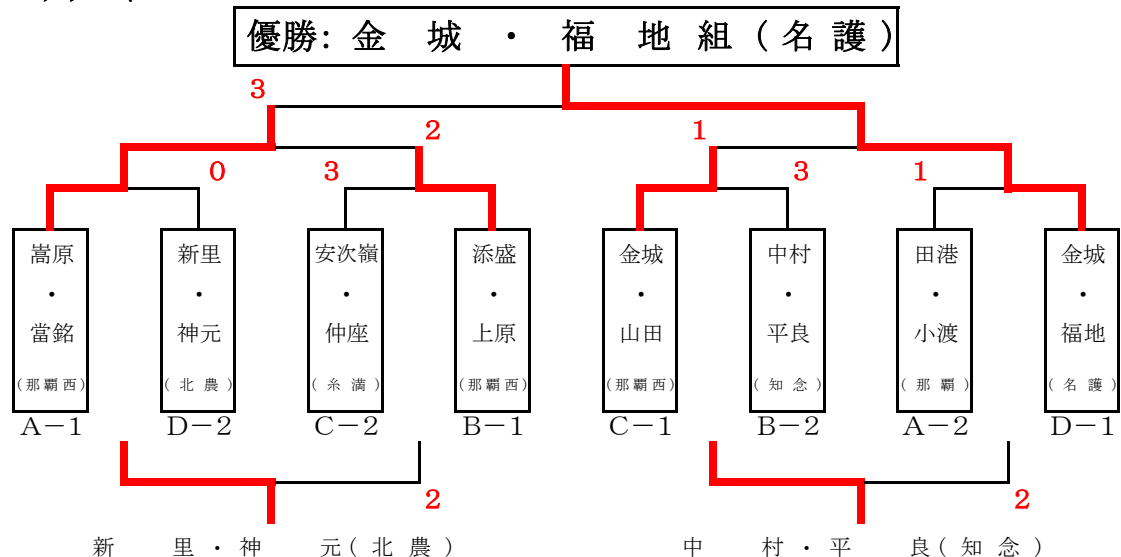 優勝: 金 城 ・ 福 地 組 ( 名 護 )
3
2
1
0
3
3
1
嵩原
・
當銘
(那覇西)
新里
・
神元
(北農)
安次嶺
・
仲座
(糸満)
添盛
・
上原
(那覇西)
金城
・
山田
(那覇西)
中村
・
平良
(知念)
田港
・
小渡
(那覇)
金城
・
福地
(名護)
A−1
D−2
C−2
B−1
C−1
B−2
A−2
D−1
2
2
新 里 ・ 神 元 ( 北 農 )
中 村 ・ 平 良 ( 知 念 )